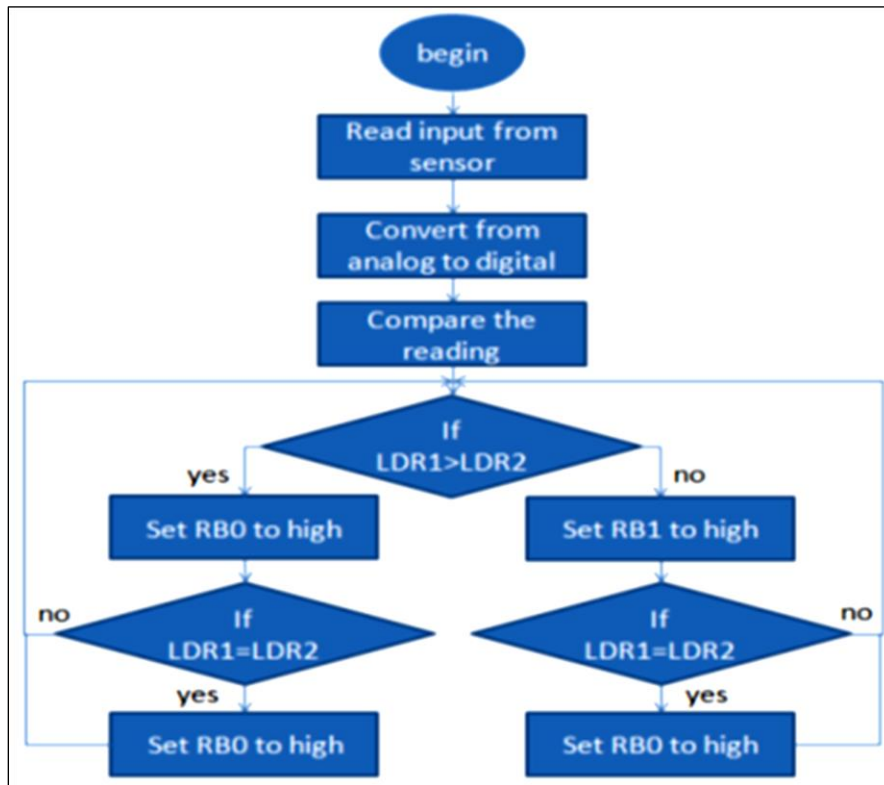 begin
Read input from
sensor
Convert from
analog to digital
Compare the
reading
If
LDR1>LDR2
yes
no
Set RB0 to high
Set RB1 to high
no
If
LDR1=LDR2
If
LDR1=LDR2
no
yes
yes
Set RB0 to high
Set RB0 to high